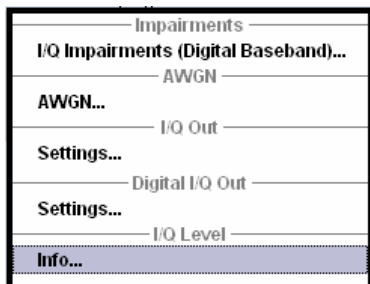 Impairments
I/Q Impairments (Digital Baseband)...
AWGN
AWGN...
I/Q Out
Settings...
Digital I/Q Out
Settings...
I/Q Level
Info...